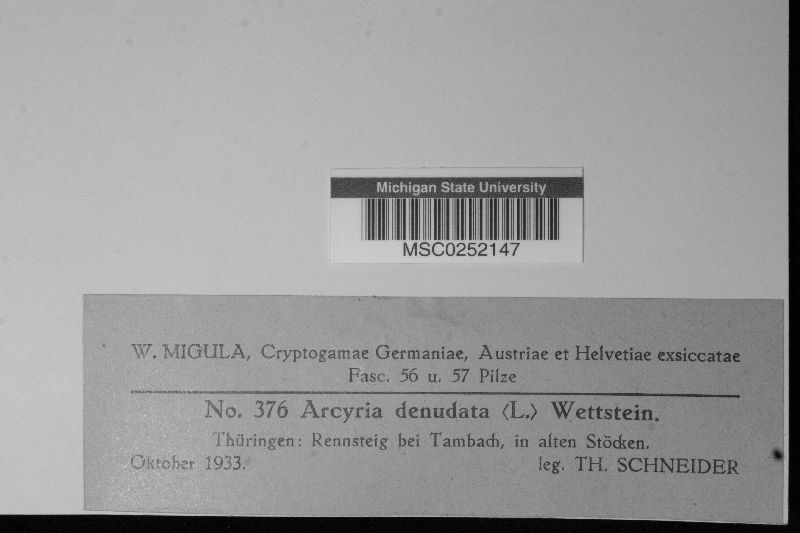 Michigan State University
MSC0252147
W. MIGULA, Cryptogamae Germaniae, Austriae et Helvetiae exsiccatae
Fasc. 56 u. 57 Pilze
No. 376 Arcyria denudata (L.) Wettstein.
Thüringen: Rennsteig bei Tambach, in alten Stöcken.
Oktober 1933.
leg. TH. SCHNEIDER